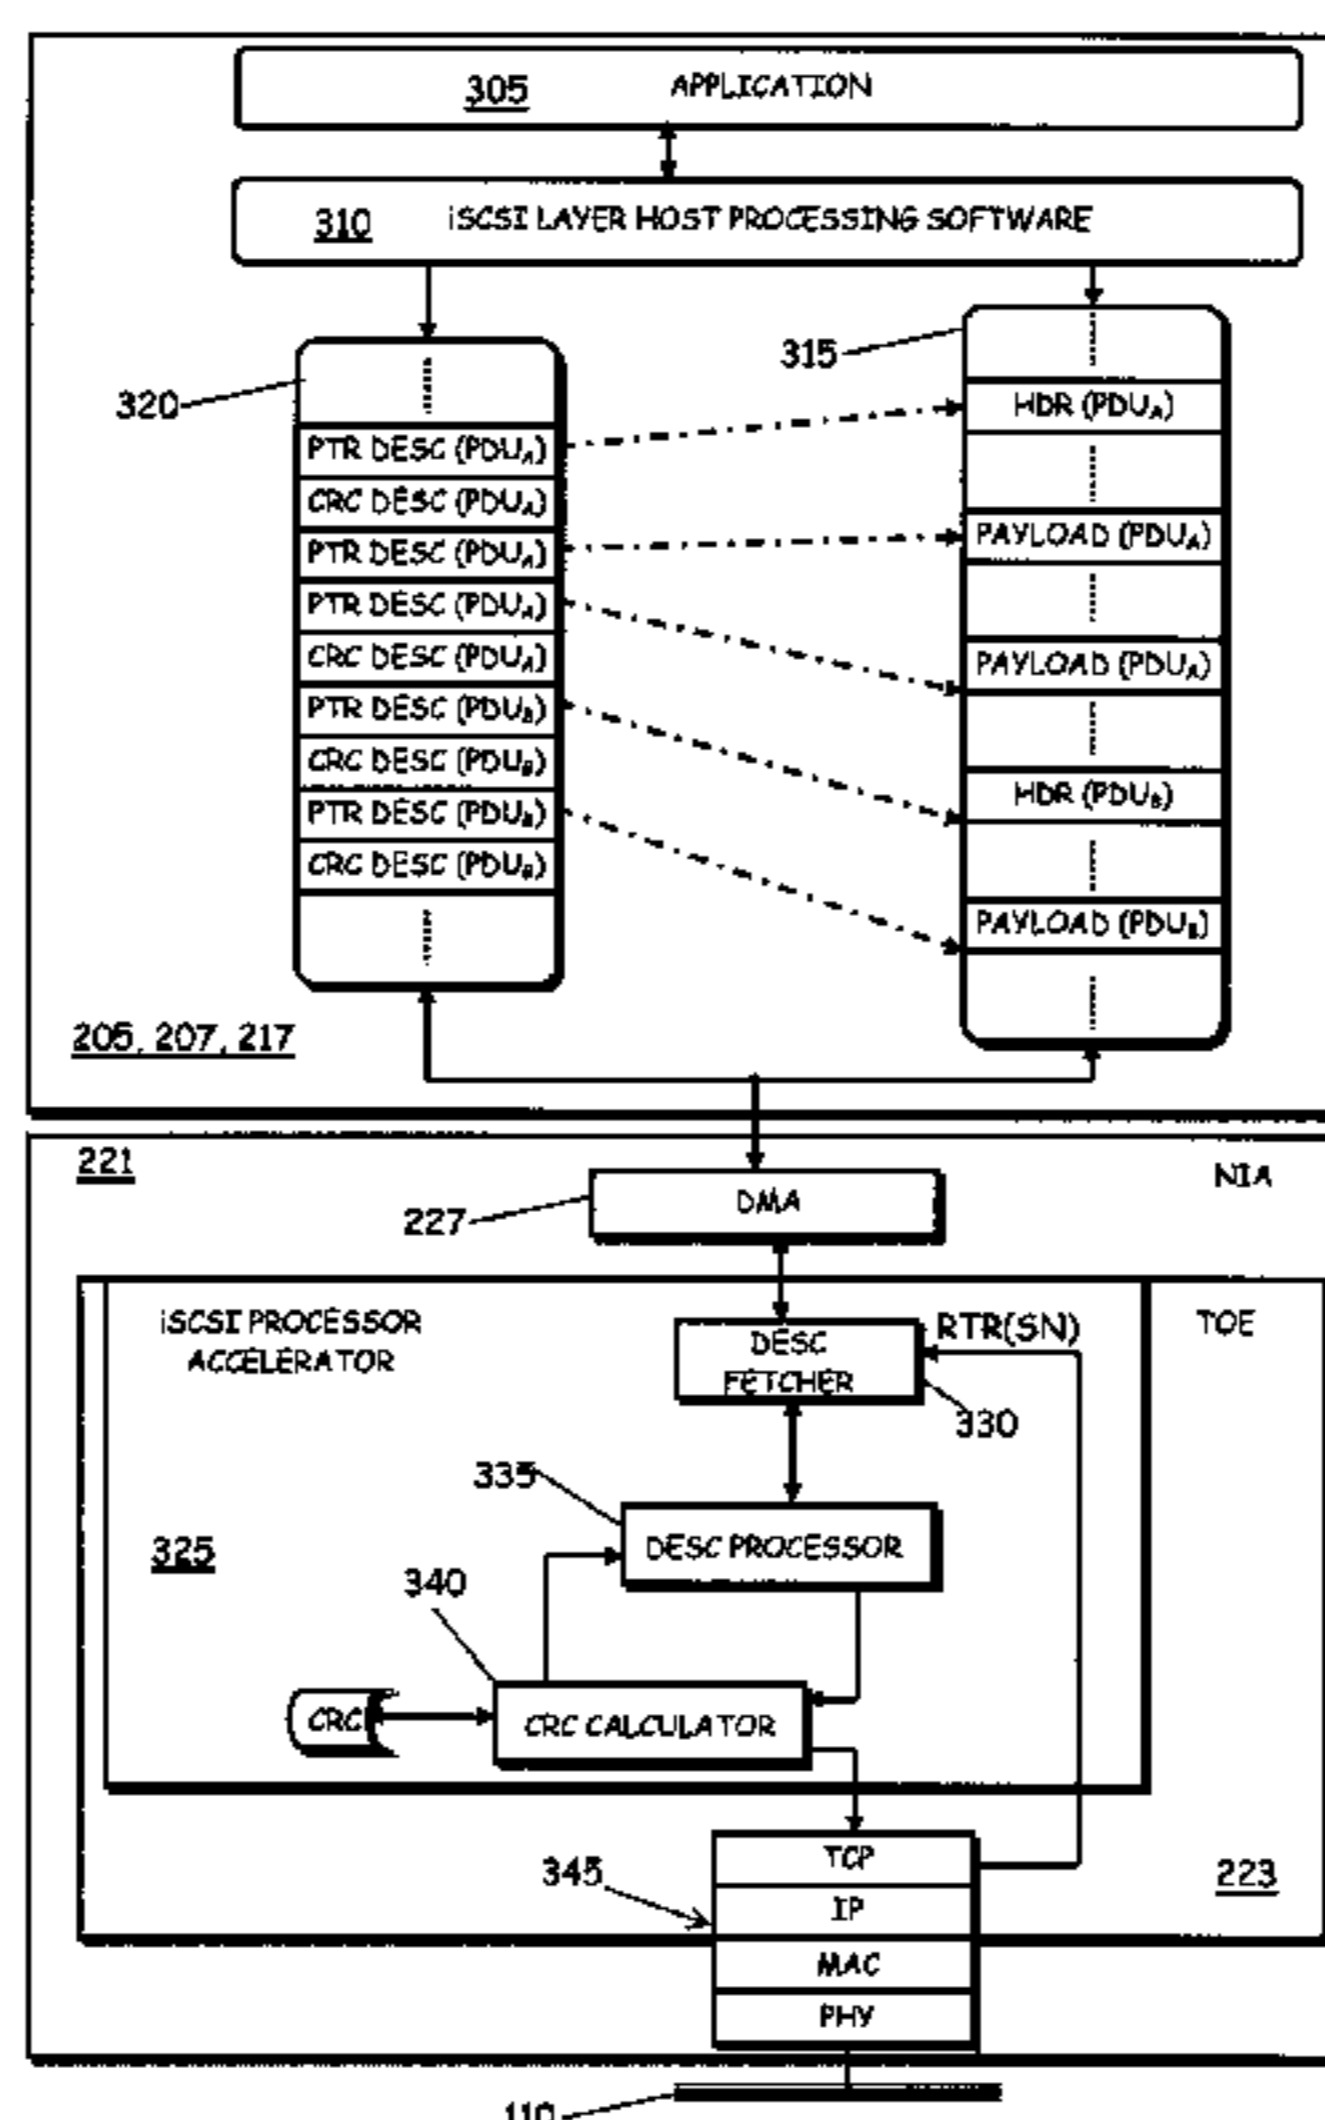 305 APPLICATION
310 iSCSI LAYER HOST PROCESSING SOFTWARE
315
320
HDR (PDUA)
PTR DESC (PDUA)
CRC DESC (PDUA)
PTR DESC (PDUA)
PAYLOAD (PDUA)
PTR DESC (PDUA)
CRC DESC (PDUA)
PAYLOAD (PDUA)
PTR DESC (PDUB)
CRC DESC (PDUB)
HDR (PDUB)
PTR DESC (PDUB)
CRC DESC (PDUB)
PAYLOAD (PDUB)
205, 207, 217
221
NIA
DMA
227
iSCSI PROCESSOR
ACCELERATOR
DESC
FETCHER
RTR(SN)
TOE
330
335
DESC PROCESSOR
325
340
CRC
CRC CALCULATOR
345
TCP
IP
MAC
PHY
223
110